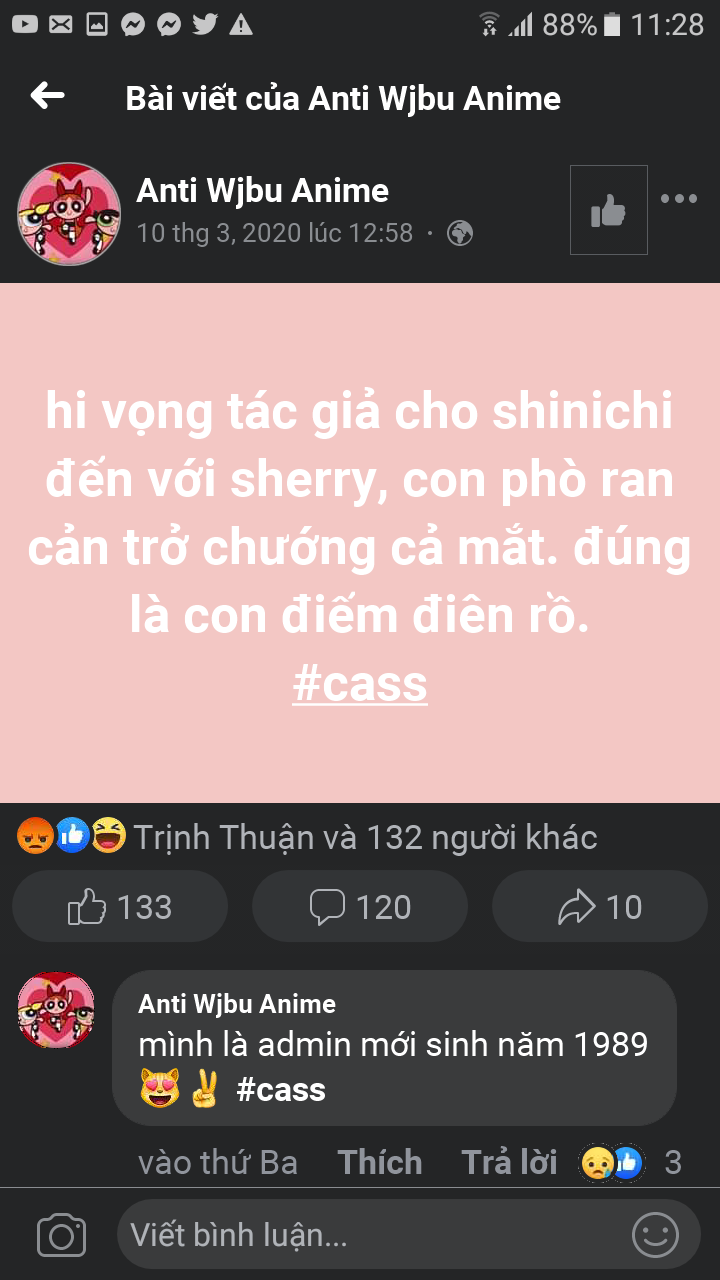 88% 11:28
Bài viết của Anti Wjbu Anime
Anti Wjbu Anime
10 thg 3, 2020 lúc 12:58 ·
hi vọng tác giả cho shinichi
đến với sherry, con phò ran
cản trở chướng cả mắt. đúng
là con điếm điên rồ.
#cass
Trịnh Thuận và 132 người khác
133 120 10
Anti Wjbu Anime
mình là admin mới sinh năm 1989
😻✌️ #cass
vào thứ Ba Thích Trả lời 3
Viết bình luận...